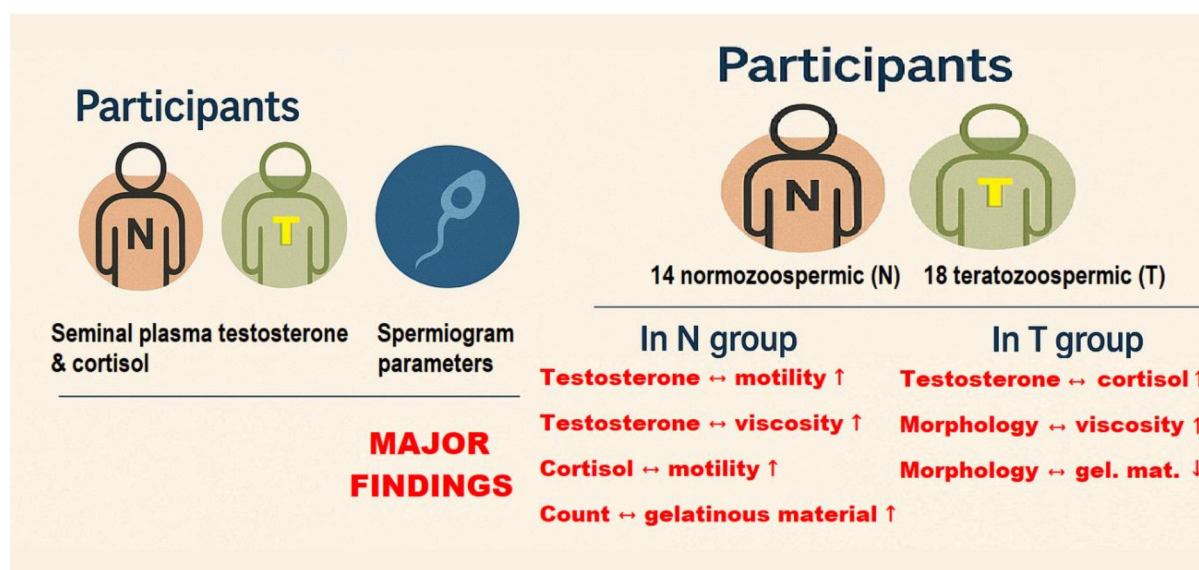 Participants
N
T
Seminal plasma testosterone
& cortisol
Spermiogram
parameters
Participants
N
T
14 normozoospermic (N)
18 teratozoospermic (T)
MAJOR
FINDINGS
In N group
Testosterone ↔ motility ↑
Testosterone ↔ viscosity ↑
Cortisol ↔ motility ↑
Count ↔ gelatinous material ↑
In T group
Testosterone ↔ cortisol ↑
Morphology ↔ viscosity ↑
Morphology ↔ gel. mat. ↓